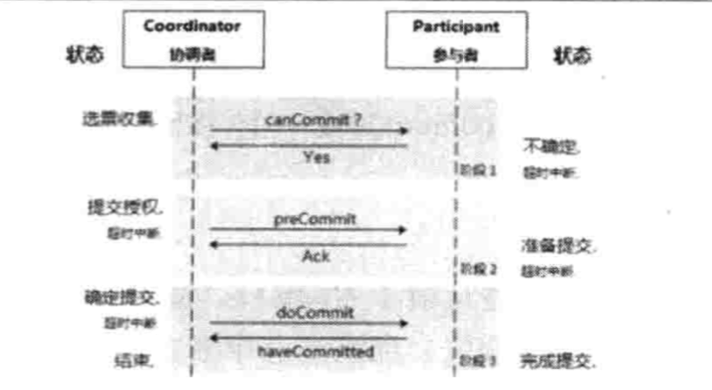 Coordinator
协调者
Participant
参与者
状态
状态
选票收集.
canCommit ?
Yes
不确定.
阶段 1
超时中断.
提交授权.
超时中断
preCommit
Ack
准备提交.
阶段 2
超时中断.
确定提交.
超时中断
doCommit
haveCommitted
结束.
阶段 3
完成提交.